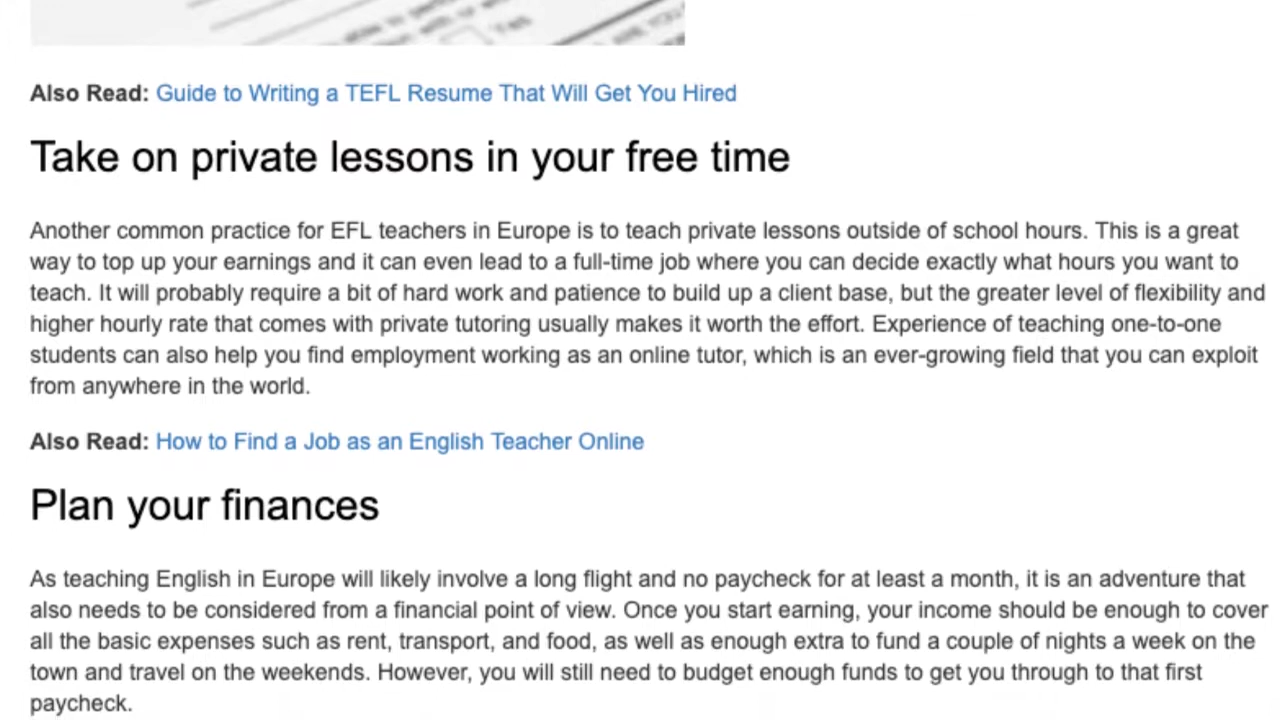 Yes
Also Read: Guide to Writing a TEFL Resume That Will Get You Hired
Take on private lessons in your free time
Another common practice for EFL teachers in Europe is to teach private lessons outside of school hours. This is a great
way to top up your earnings and it can even lead to a full-time job where you can decide exactly what hours you want to
teach. It will probably require a bit of hard work and patience to build up a client base, but the greater level of flexibility and
higher hourly rate that comes with private tutoring usually makes it worth the effort. Experience of teaching one-to-one
students can also help you find employment working as an online tutor, which is an ever-growing field that you can exploit
from anywhere in the world.
Also Read: How to Find a Job as an English Teacher Online
Plan your finances
As teaching English in Europe will likely involve a long flight and no paycheck for at least a month, it is an adventure that
also needs to be considered from a financial point of view. Once you start earning, your income should be enough to cover
all the basic expenses such as rent, transport, and food, as well as enough extra to fund a couple of nights a week on the
town and travel on the weekends. However, you will still need to budget enough funds to get you through to that first
paycheck.